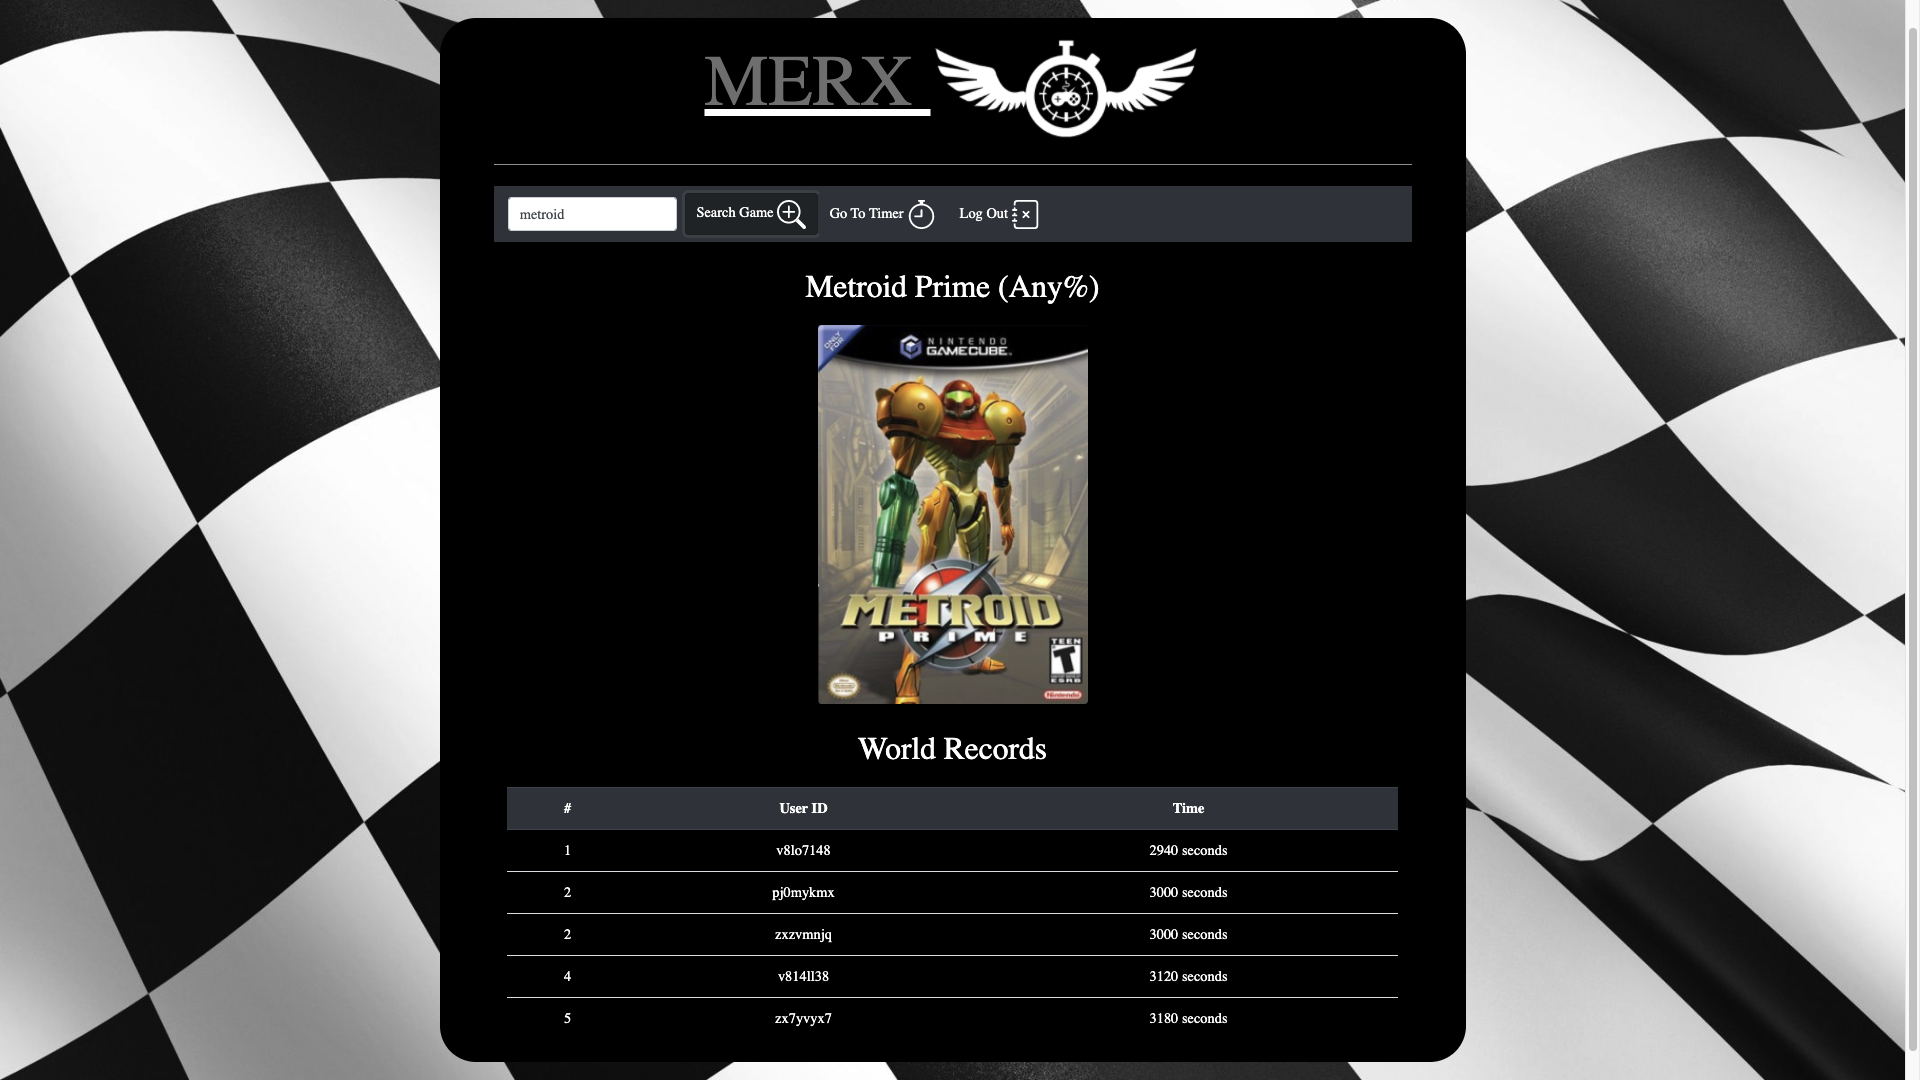 MERX
metroid
Search Game
Go To Timer
Log Out
Metroid Prime (Any%)
ONLY FOR
NINTENDO
GAMECUBE
METROID
PRIME
TEEN
T
ESRB
Nintendo
World Records
# User ID Time
1 v8lo7148 2940 seconds
2 pj0mykmx 3000 seconds
2 zxzvmnjq 3000 seconds
4 v814ll38 3120 seconds
5 zx7yvyx7 3180 seconds